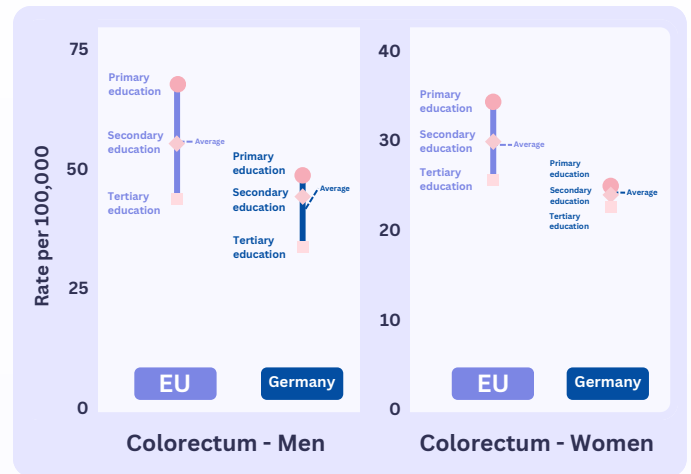 Rate per 100,000
75
50
25
0
Primary
education
Secondary
education
Tertiary
education
Average
Primary
education
Secondary
education
Tertiary
education
Average
EU
Germany
Colorectum - Men
40
30
20
10
0
Primary
education
Secondary
education
Tertiary
education
Average
Primary
education
Secondary
education
Tertiary
education
Average
EU
Germany
Colorectum - Women